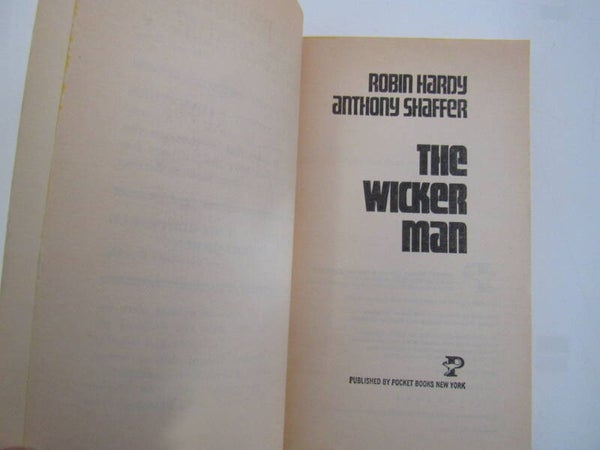 ROBIN HARDY
ANTHONY SHAFFER
THE
WICKER
MAN
P
PUBLISHED BY POCKET BOOKS NEW YORK